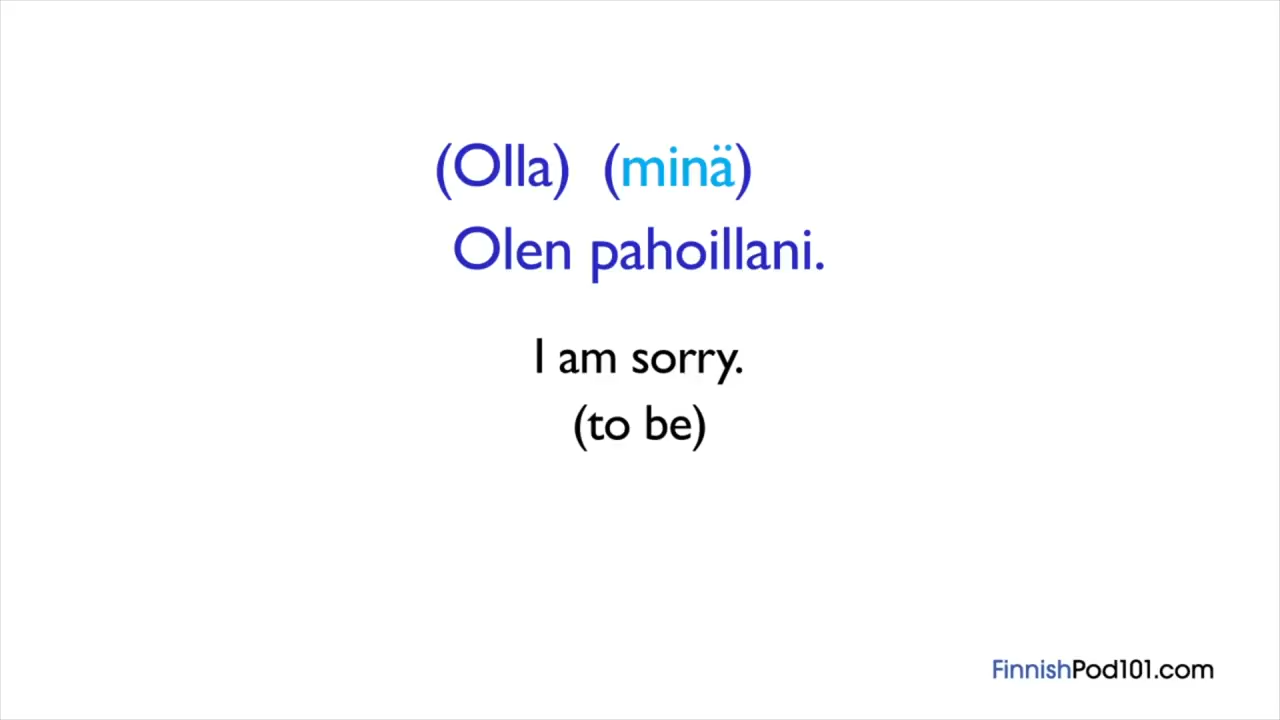 (Olla) (minä)
Olen pahoillani.
I am sorry.
(to be)
FinnishPod101.com